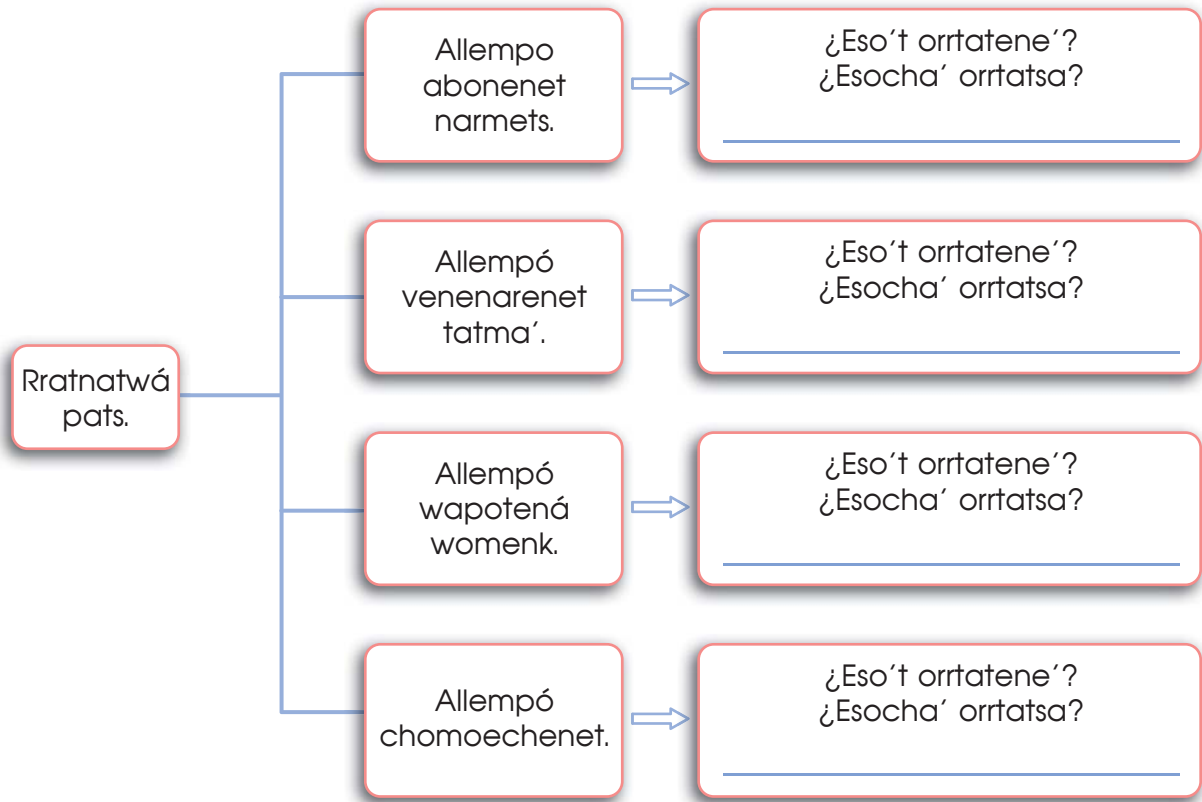 Rratnatwá
pats.
Allempo
abonenet
narmets.
¿Eso´t orrtatene´?
¿Esocha´ orrtatsa?
Allempó
venenarenet
tatma´.
¿Eso´t orrtatene´?
¿Esocha´ orrtatsa?
Allempó
wapotená
womenk.
¿Eso´t orrtatene´?
¿Esocha´ orrtatsa?
Allempó
chomoechenet.
¿Eso´t orrtatene´?
¿Esocha´ orrtatsa?